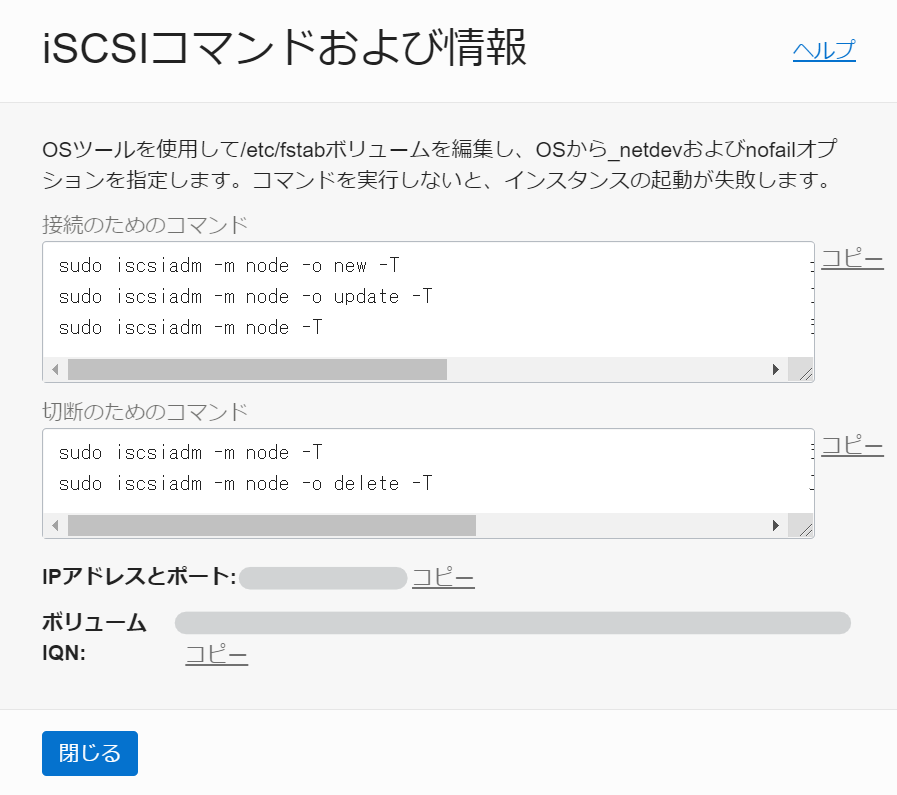 iSCSIコマンドおよび情報
ヘルプ
OSツールを使用して/etc/fstabボリュームを編集し、OSから_netdevおよびnofailオプ
ションを指定します。コマンドを実行しないと、インスタンスの起動が失敗します。
接続のためのコマンド
sudo iscsiadm -m node -o new -T
コピー
sudo iscsiadm -m node -o update -T
sudo iscsiadm -m node -T
切断のためのコマンド
sudo iscsiadm -m node -T
コピー
sudo iscsiadm -m node -o delete -T
IPアドレスとポート: コピー
ボリューム
IQN: コピー
閉じる